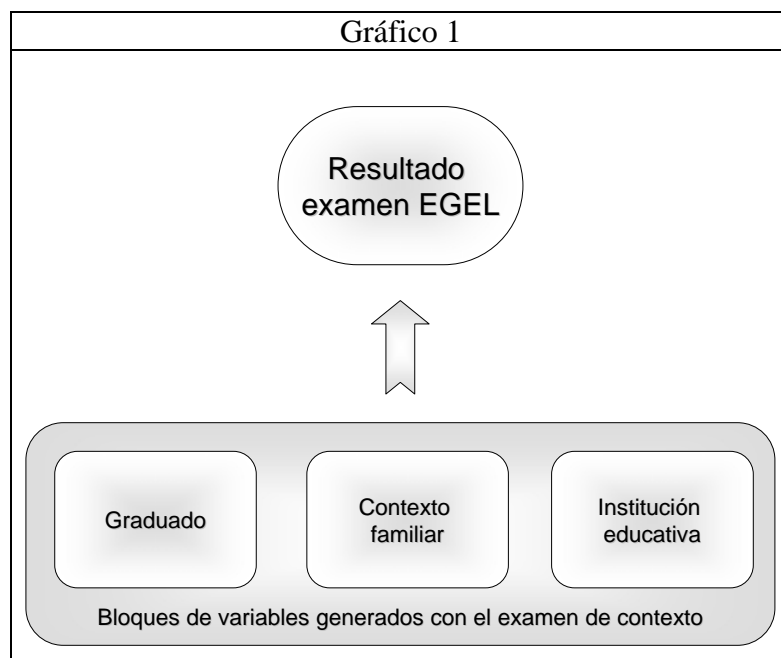 Gráfico 1
Resultado
examen EGEL
Graduado
Contexto
familiar
Institución
educativa
Bloques de variables generados con el examen de contexto